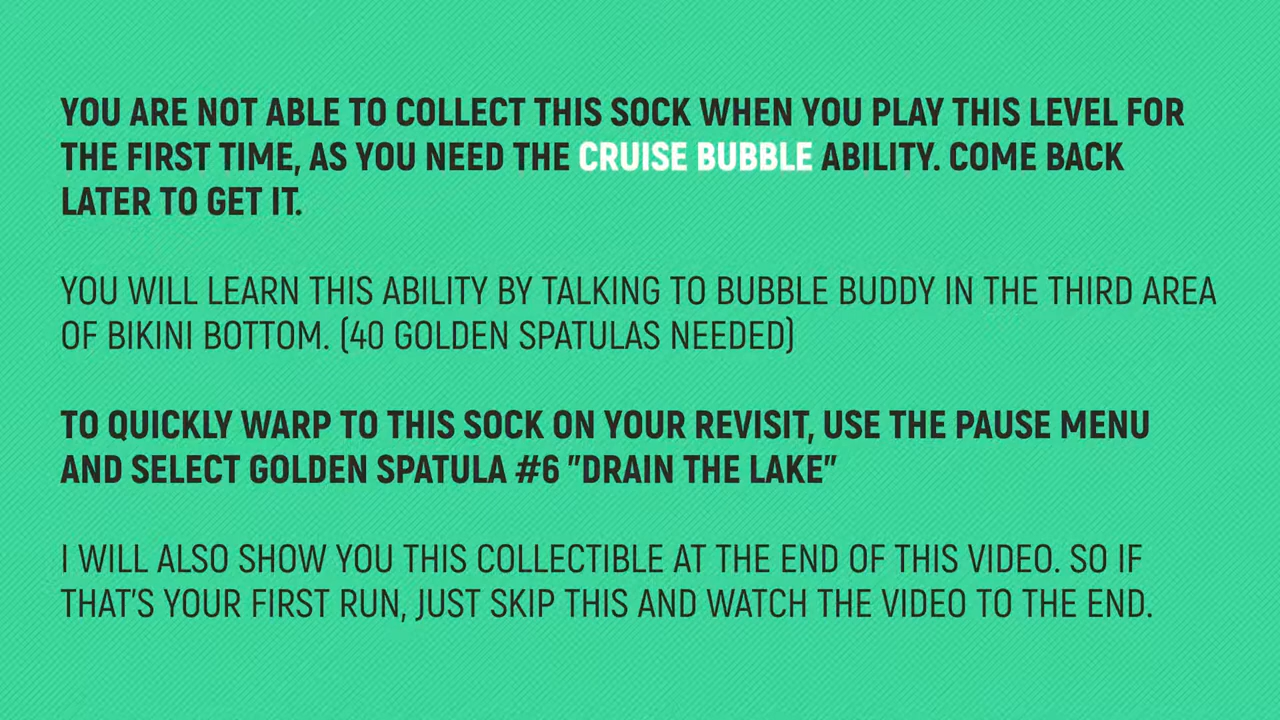 YOU ARE NOT ABLE TO COLLECT THIS SOCK WHEN YOU PLAY THIS LEVEL FOR
THE FIRST TIME, AS YOU NEED THE CRUISE BUBBLE ABILITY. COME BACK
LATER TO GET IT.
YOU WILL LEARN THIS ABILITY BY TALKING TO BUBBLE BUDDY IN THE THIRD AREA
OF BIKINI BOTTOM. (40 GOLDEN SPATULAS NEEDED)
TO QUICKLY WARP TO THIS SOCK ON YOUR REVISIT, USE THE PAUSE MENU
AND SELECT GOLDEN SPATULA #6 "DRAIN THE LAKE"
I WILL ALSO SHOW YOU THIS COLLECTIBLE AT THE END OF THIS VIDEO. SO IF
THAT'S YOUR FIRST RUN, JUST SKIP THIS AND WATCH THE VIDEO TO THE END.